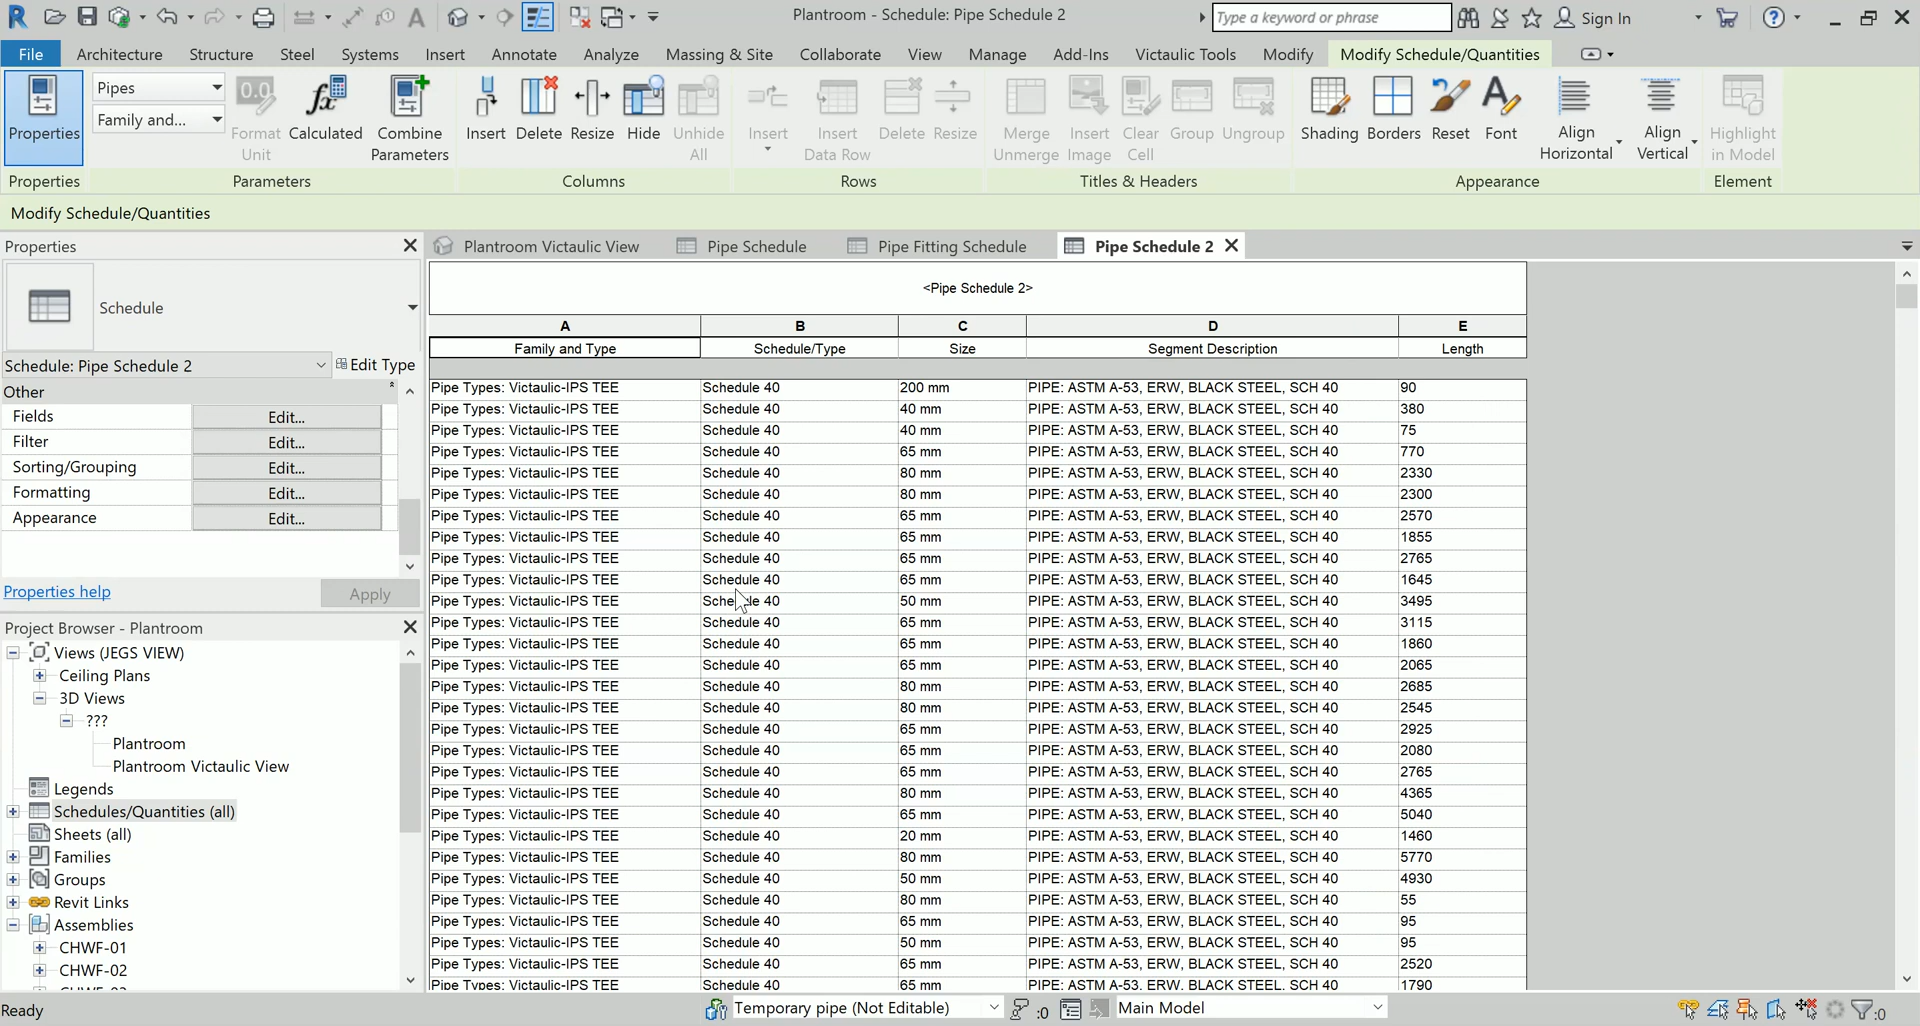 Plantroom - Schedule: Pipe Schedule 2
Type a keyword or phrase
Sign In
File Architecture Structure Steel Systems Insert Annotate Analyze Massing & Site Collaborate View Manage Add-Ins Victaulic Tools Modify Modify Schedule/Quantities
Properties
Pipes
Family and...
Format Unit
Calculated
Combine Parameters
Insert Delete Resize Hide Unhide All
Insert
Insert Data Row
Delete Resize
Merge Unmerge
Insert Image
Clear Cell
Group Ungroup
Shading Borders Reset Font
Align Horizontal
Align Vertical
Highlight in Model
Properties Parameters Columns Rows Titles & Headers Appearance Element
Modify Schedule/Quantities
Properties
Schedule
Schedule: Pipe Schedule 2 Edit Type
Other
Fields Edit...
Filter Edit...
Sorting/Grouping Edit...
Formatting Edit...
Appearance Edit...
Properties help Apply
Project Browser - Plantroom
Views (JEGS VIEW)
Ceiling Plans
3D Views
???
Plantroom
Plantroom Victaulic View
Legends
Schedules/Quantities (all)
Sheets (all)
Families
Groups
Revit Links
Assemblies
CHWF-01
CHWF-02
Plantroom Victaulic View Pipe Schedule Pipe Fitting Schedule Pipe Schedule 2
<Pipe Schedule 2>
A B C D E
Family and Type Schedule/Type Size Segment Description Length
Pipe Types: Victaulic-IPS TEE Schedule 40 200 mm PIPE: ASTM A-53, ERW, BLACK STEEL, SCH 40 90
Pipe Types: Victaulic-IPS TEE Schedule 40 40 mm PIPE: ASTM A-53, ERW, BLACK STEEL, SCH 40 380
Pipe Types: Victaulic-IPS TEE Schedule 40 40 mm PIPE: ASTM A-53, ERW, BLACK STEEL, SCH 40 75
Pipe Types: Victaulic-IPS TEE Schedule 40 65 mm PIPE: ASTM A-53, ERW, BLACK STEEL, SCH 40 770
Pipe Types: Victaulic-IPS TEE Schedule 40 80 mm PIPE: ASTM A-53, ERW, BLACK STEEL, SCH 40 2330
Pipe Types: Victaulic-IPS TEE Schedule 40 80 mm PIPE: ASTM A-53, ERW, BLACK STEEL, SCH 40 2300
Pipe Types: Victaulic-IPS TEE Schedule 40 65 mm PIPE: ASTM A-53, ERW, BLACK STEEL, SCH 40 2570
Pipe Types: Victaulic-IPS TEE Schedule 40 65 mm PIPE: ASTM A-53, ERW, BLACK STEEL, SCH 40 1855
Pipe Types: Victaulic-IPS TEE Schedule 40 65 mm PIPE: ASTM A-53, ERW, BLACK STEEL, SCH 40 2765
Pipe Types: Victaulic-IPS TEE Schedule 40 65 mm PIPE: ASTM A-53, ERW, BLACK STEEL, SCH 40 1645
Pipe Types: Victaulic-IPS TEE Schedule 40 50 mm PIPE: ASTM A-53, ERW, BLACK STEEL, SCH 40 3495
Pipe Types: Victaulic-IPS TEE Schedule 40 65 mm PIPE: ASTM A-53, ERW, BLACK STEEL, SCH 40 3115
Pipe Types: Victaulic-IPS TEE Schedule 40 65 mm PIPE: ASTM A-53, ERW, BLACK STEEL, SCH 40 1860
Pipe Types: Victaulic-IPS TEE Schedule 40 65 mm PIPE: ASTM A-53, ERW, BLACK STEEL, SCH 40 2065
Pipe Types: Victaulic-IPS TEE Schedule 40 80 mm PIPE: ASTM A-53, ERW, BLACK STEEL, SCH 40 2685
Pipe Types: Victaulic-IPS TEE Schedule 40 80 mm PIPE: ASTM A-53, ERW, BLACK STEEL, SCH 40 2545
Pipe Types: Victaulic-IPS TEE Schedule 40 65 mm PIPE: ASTM A-53, ERW, BLACK STEEL, SCH 40 2925
Pipe Types: Victaulic-IPS TEE Schedule 40 65 mm PIPE: ASTM A-53, ERW, BLACK STEEL, SCH 40 2080
Pipe Types: Victaulic-IPS TEE Schedule 40 65 mm PIPE: ASTM A-53, ERW, BLACK STEEL, SCH 40 2765
Pipe Types: Victaulic-IPS TEE Schedule 40 80 mm PIPE: ASTM A-53, ERW, BLACK STEEL, SCH 40 4365
Pipe Types: Victaulic-IPS TEE Schedule 40 65 mm PIPE: ASTM A-53, ERW, BLACK STEEL, SCH 40 5040
Pipe Types: Victaulic-IPS TEE Schedule 40 20 mm PIPE: ASTM A-53, ERW, BLACK STEEL, SCH 40 1460
Pipe Types: Victaulic-IPS TEE Schedule 40 80 mm PIPE: ASTM A-53, ERW, BLACK STEEL, SCH 40 5770
Pipe Types: Victaulic-IPS TEE Schedule 40 50 mm PIPE: ASTM A-53, ERW, BLACK STEEL, SCH 40 4930
Pipe Types: Victaulic-IPS TEE Schedule 40 80 mm PIPE: ASTM A-53, ERW, BLACK STEEL, SCH 40 55
Pipe Types: Victaulic-IPS TEE Schedule 40 65 mm PIPE: ASTM A-53, ERW, BLACK STEEL, SCH 40 95
Pipe Types: Victaulic-IPS TEE Schedule 40 50 mm PIPE: ASTM A-53, ERW, BLACK STEEL, SCH 40 95
Pipe Types: Victaulic-IPS TEE Schedule 40 65 mm PIPE: ASTM A-53, ERW, BLACK STEEL, SCH 40 2520
Pipe Types: Victaulic-IPS TEE Schedule 40 65 mm PIPE: ASTM A-53, ERW, BLACK STEEL, SCH 40 1790
Ready Temporary pipe (Not Editable) :0 Main Model :0